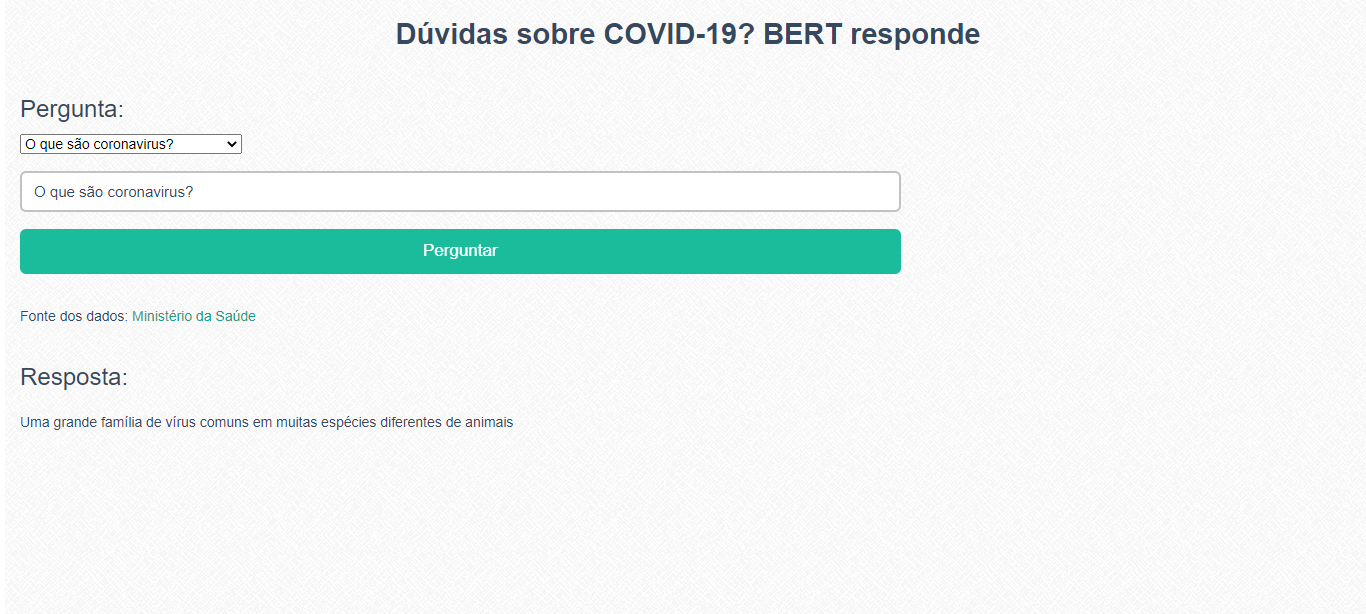 Dúvidas sobre COVID-19? BERT responde
Pergunta:
O que são coronavirus?
O que são coronavirus?
Perguntar
Fonte dos dados: Ministério da Saúde
Resposta:
Uma grande família de vírus comuns em muitas espécies diferentes de animais